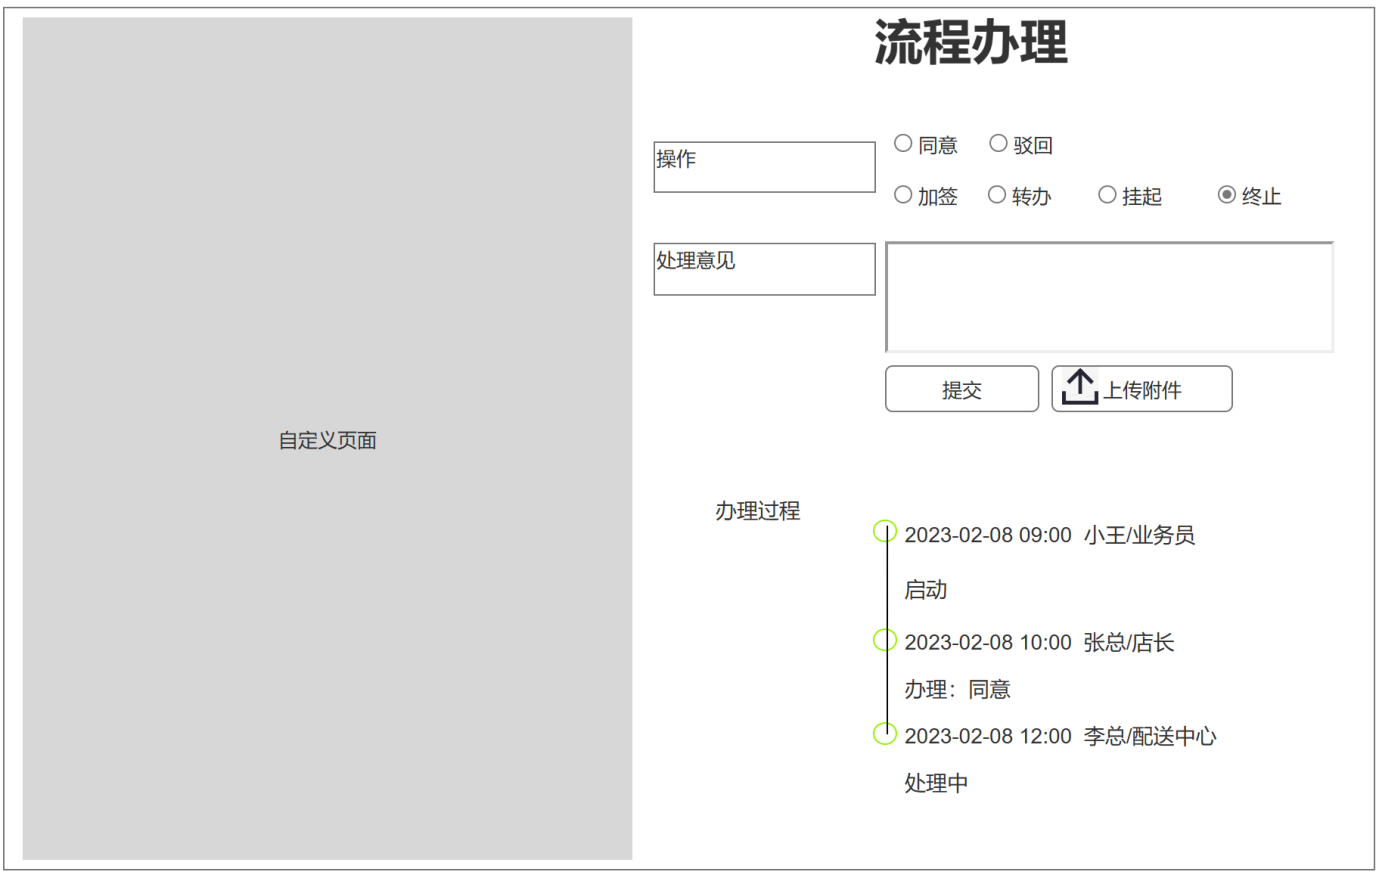 流程办理
操作
同意 驳回
加签 转办 挂起 终止
处理意见
提交 上传附件
自定义页面
办理过程
2023-02-08 09:00 小王/业务员
启动
2023-02-08 10:00 张总/店长
办理：同意
2023-02-08 12:00 李总/配送中心
处理中